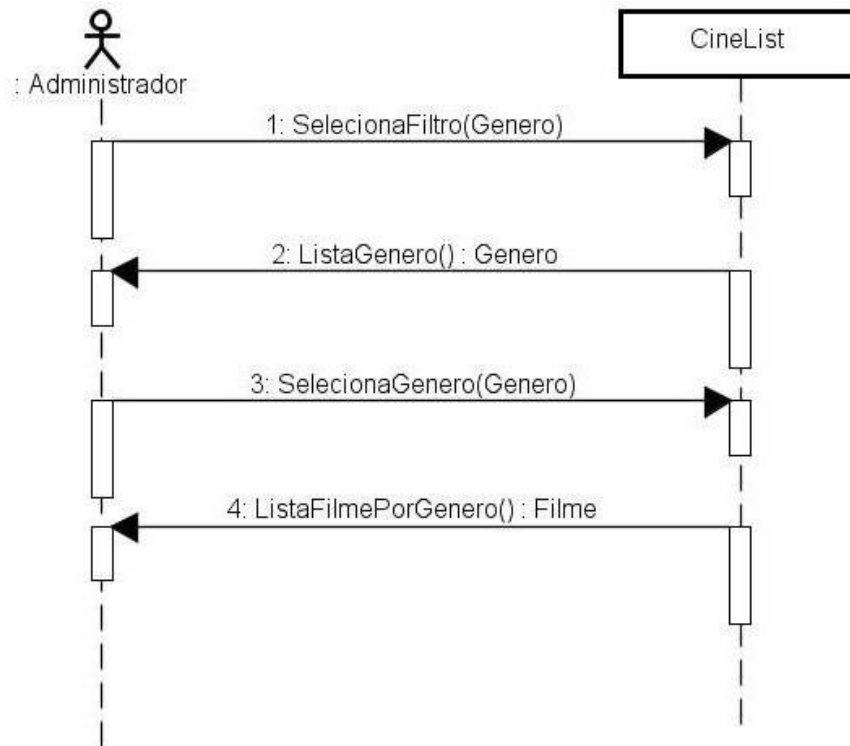 CineList
: Administrador
1: SelecionaFiltro(Genero)
2: ListaGenero() : Genero
3: SelecionaGenero(Genero)
4: ListaFilmePorGenero() : Filme